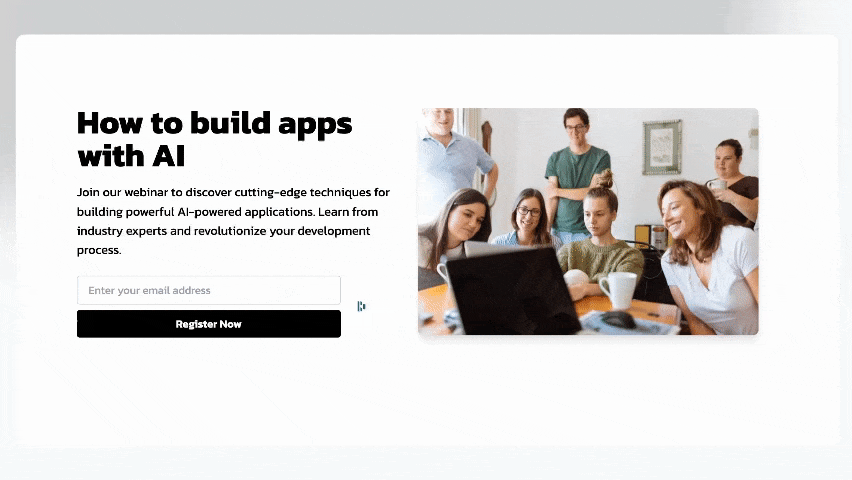 How to build apps
with AI
Join our webinar to discover cutting-edge techniques for
building powerful AI-powered applications. Learn from
industry experts and revolutionize your development
process.
Enter your email address
Register Now